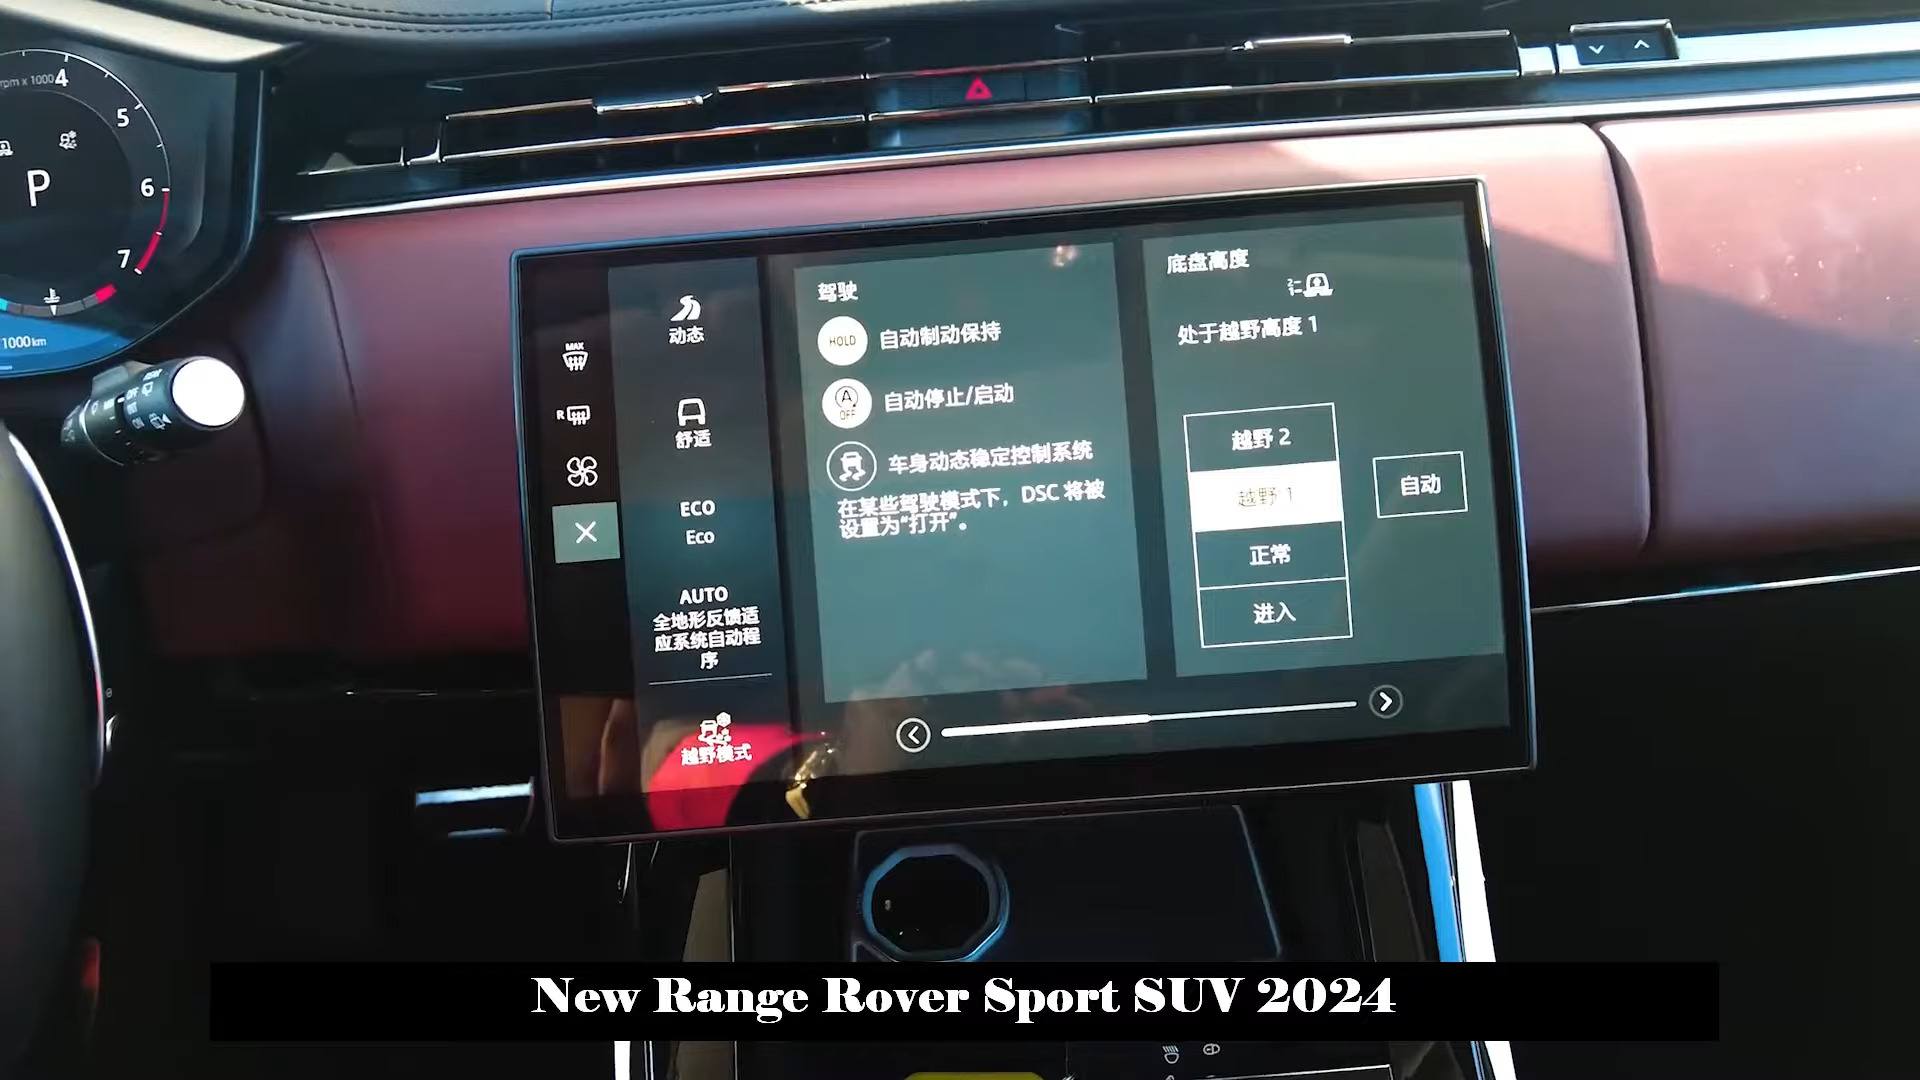 rpm x 1000
4
5
6
7
P
1000 km
MAX
R
动态
舒适
ECO
Eco
AUTO
全地形反馈适
应系统自动程
序
越野模式
驾驶
HOLD
自动制动保持
A
OFF
自动停止/启动
车身动态稳定控制系统
在某些驾驶模式下，DSC 将被
设置为“打开”。
底盘高度
2
1
处于越野高度 1
越野 2
越野 1
正常
进入
自动
New Range Rover Sport SUV 2024